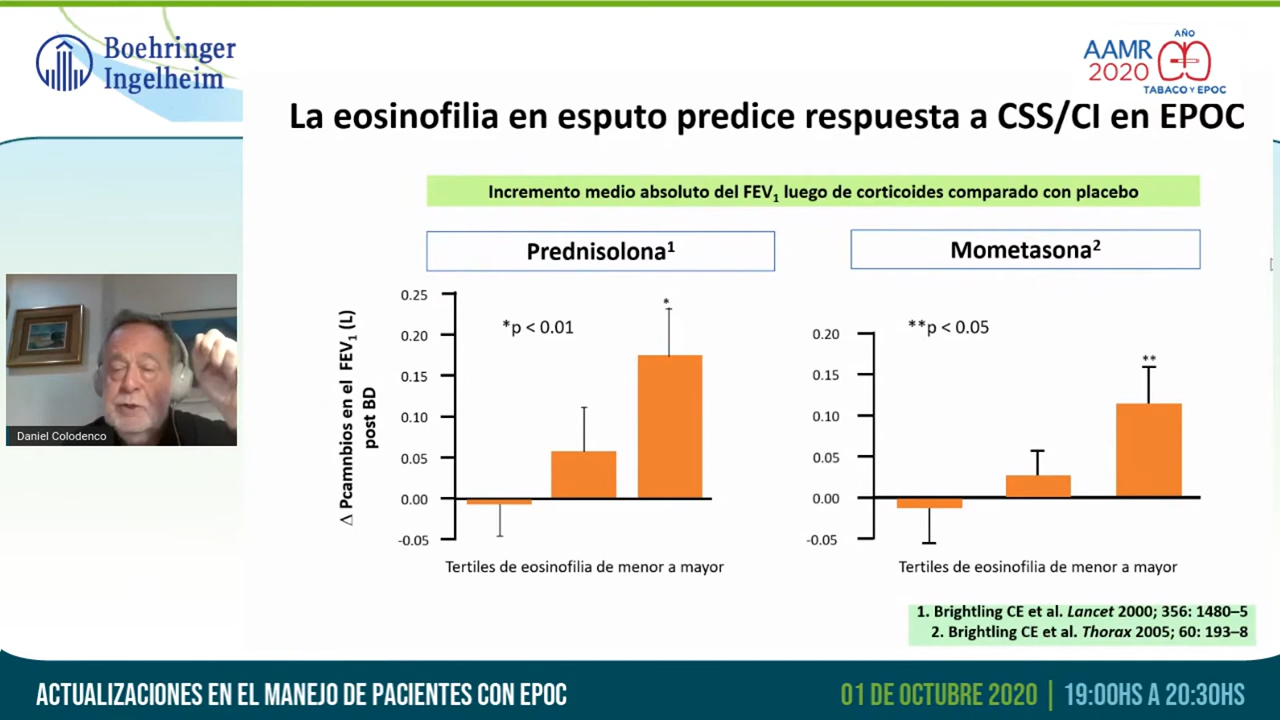 Boehringer
Ingelheim
AÑO
AAMR
2020
TABACO Y EPOC
La eosinofilia en esputo predice respuesta a CSS/CI en EPOC
Incremento medio absoluto del FEV1 luego de corticoides comparado con placebo
Prednisolona1
Mometasona2
Δ Pcamnbios en el FEV1 (L)
post BD
0.25
0.20
0.15
0.10
0.05
0.00
-0.05
*p < 0.01
*
Tertiles de eosinofilia de menor a mayor
0.20
0.15
0.10
0.05
0.00
-0.05
**p < 0.05
**
Tertiles de eosinofilia de menor a mayor
Daniel Colodenco
1. Brightling CE et al. Lancet 2000; 356: 1480–5
2. Brightling CE et al. Thorax 2005; 60: 193–8
ACTUALIZACIONES EN EL MANEJO DE PACIENTES CON EPOC
01 DE OCTUBRE 2020 | 19:00HS A 20:30HS